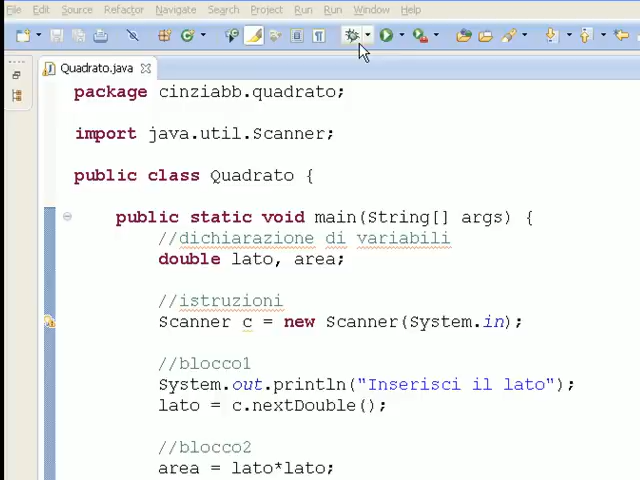 File Edit Source Refactor Navigate Search Project Run Run Window Help
Quadrato.java
package cinziabb.quadrato;
import java.util.Scanner;
public class Quadrato {
public static void main(String[] args) {
//dichiarazione di variabili
double lato, area;
//istruzioni
Scanner c = new Scanner(System.in);
//blocco1
System.out.println("Inserisci il lato");
lato = c.nextDouble();
//blocco2
area = lato*lato;